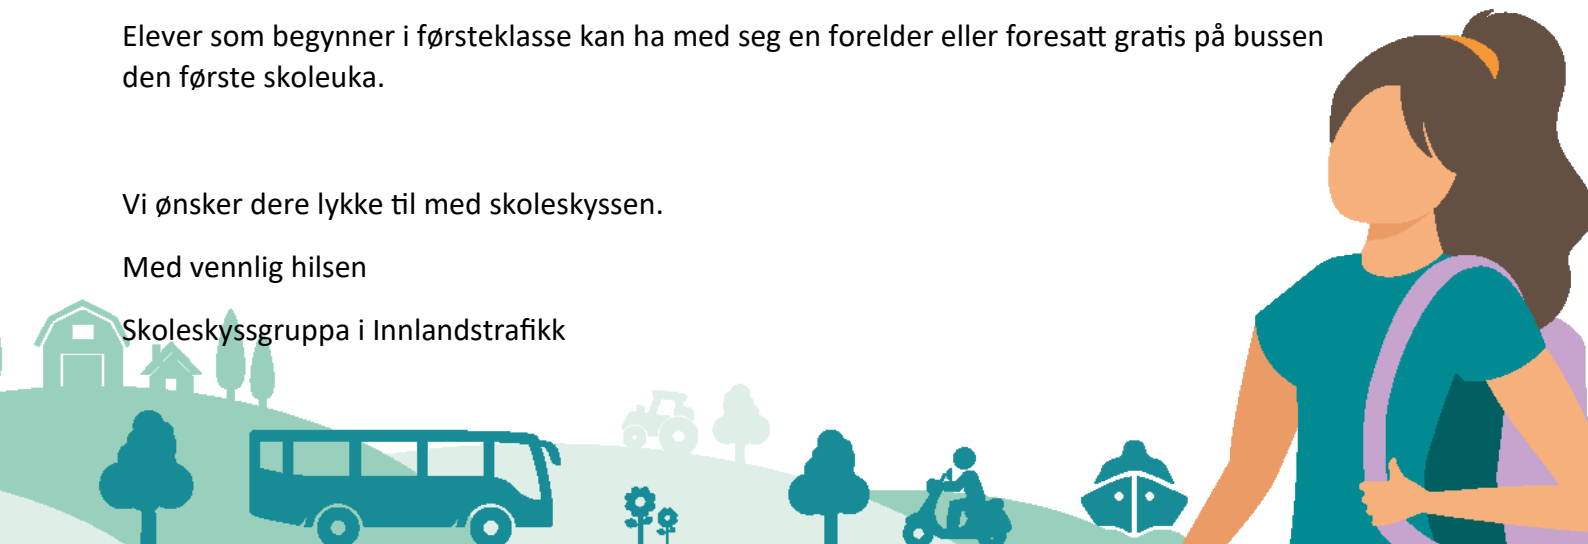 Elever som begynner i førsteklasse kan ha med seg en forelder eller foresatt gratis på bussen
den første skoleuka.
Vi ønsker dere lykke til med skoleskyssen.
Med vennlig hilsen
Skoleskyssgruppa i Innlandstrafikk